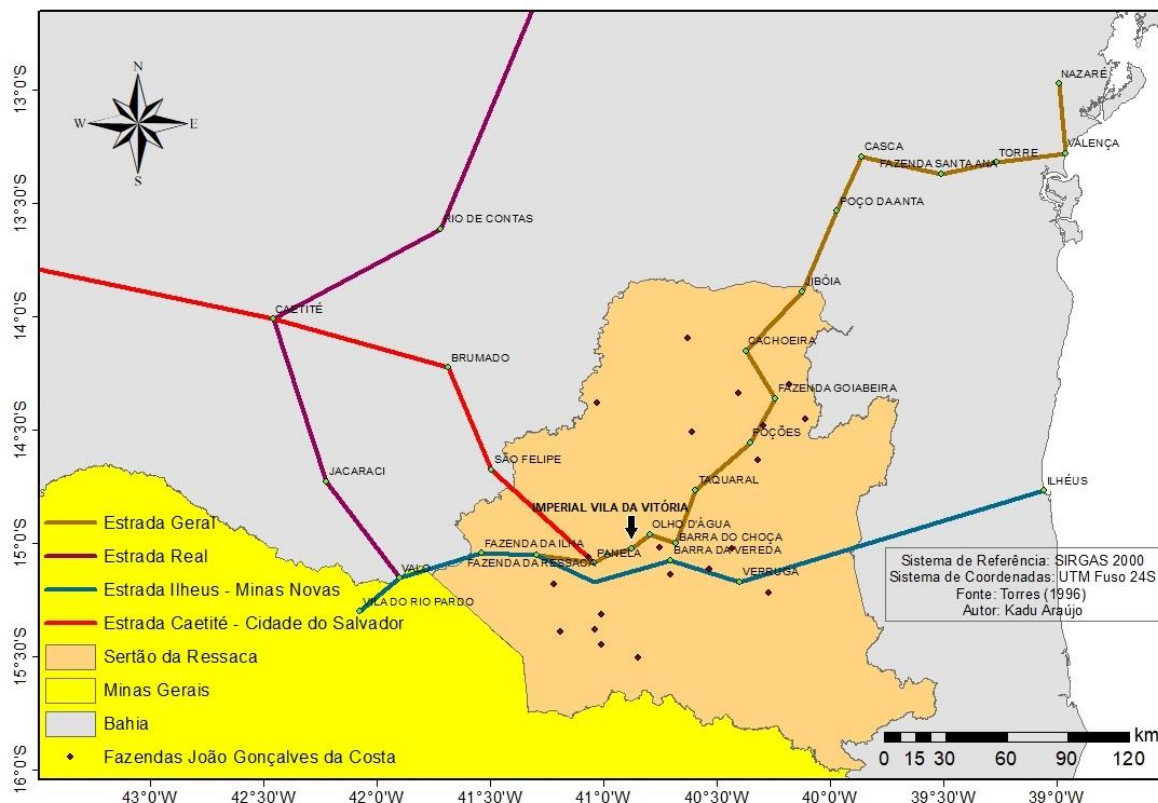 N
W
E
S
13°0'S
13°30'S
14°0'S
14°30'S
15°0'S
15°30'S
16°0'S
NAZARÉ
VALENÇA
TORRE
CASCA
FAZENDA SANTA ANA
POÇO DA ANTA
RIO DE CONTAS
JIBÓIA
CAETITÉ
CACHOEIRA
BRUMADO
FAZENDA GOIABEIRA
POÇÕES
SÃO FELIPE
JACARACI
TAQUARAL
ILHÉUS
IMPERIAL VILA DA VITÓRIA
OLHO D'ÁGUA
BARRA DO CHOÇA
FAZENDA DA ILHA
PANELA
BARRA DA VEREDA
FAZENDA DA RESSACA
VALO
VERRUGA
VILA DO RIO PARDO
Estrada Geral
Estrada Real
Estrada Ilheus - Minas Novas
Estrada Caetité - Cidade do Salvador
Sertão da Ressaca
Minas Gerais
Bahia
Fazendas João Gonçalves da Costa
Sistema de Referência: SIRGAS 2000
Sistema de Coordenadas: UTM Fuso 24S
Fonte: Torres (1996)
Autor: Kadu Araújo
km
0 15 30 60 90 120
43°0'W 42°30'W 42°0'W 41°30'W 41°0'W 40°30'W 40°0'W 39°30'W 39°0'W